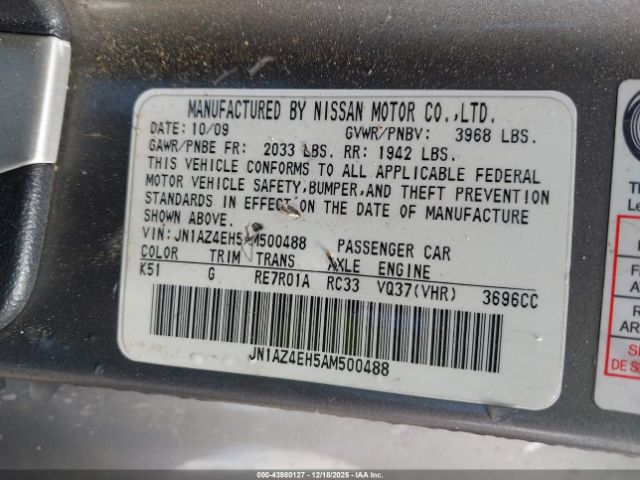 MANUFACTURED BY NISSAN MOTOR CO.,LTD.
DATE: 10/09 GVWR/PNBV: 3968 LBS.
GAWR/PNBE FR: 2033 LBS. RR: 1942 LBS.
THIS VEHICLE CONFORMS TO ALL APPLICABLE FEDERAL
MOTOR VEHICLE SAFETY,BUMPER,AND THEFT PREVENTION
STANDARDS IN EFFECT ON THE DATE OF MANUFACTURE
SHOWN ABOVE.
VIN: JN1AZ4EH5AM500488 PASSENGER CAR
COLOR TRIM TRANS AXLE ENGINE
K51 G RE7R01A RC33 VQ37(VHR) 3696CC
JN1AZ4EH5AM500488
000-43980127 - 12/18/2025 - IAA Inc.